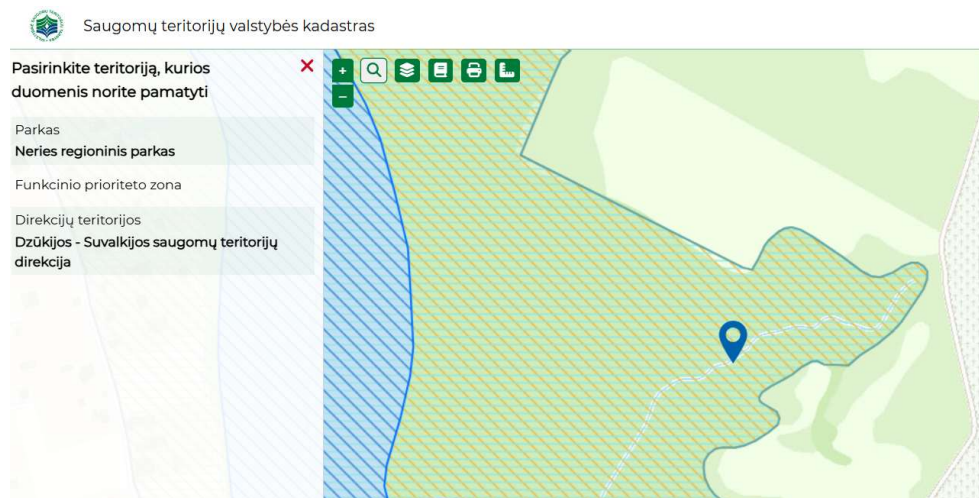 Saugomų teritorijų valstybės kadastras
Pasirinkite teritoriją, kurios
duomenis norite pamatyti
Parkas
Neries regioninis parkas
Funkcinio prioriteto zona
Direkcijų teritorijos
Dzūkijos - Suvalkijos saugomų teritorijų
direkcija